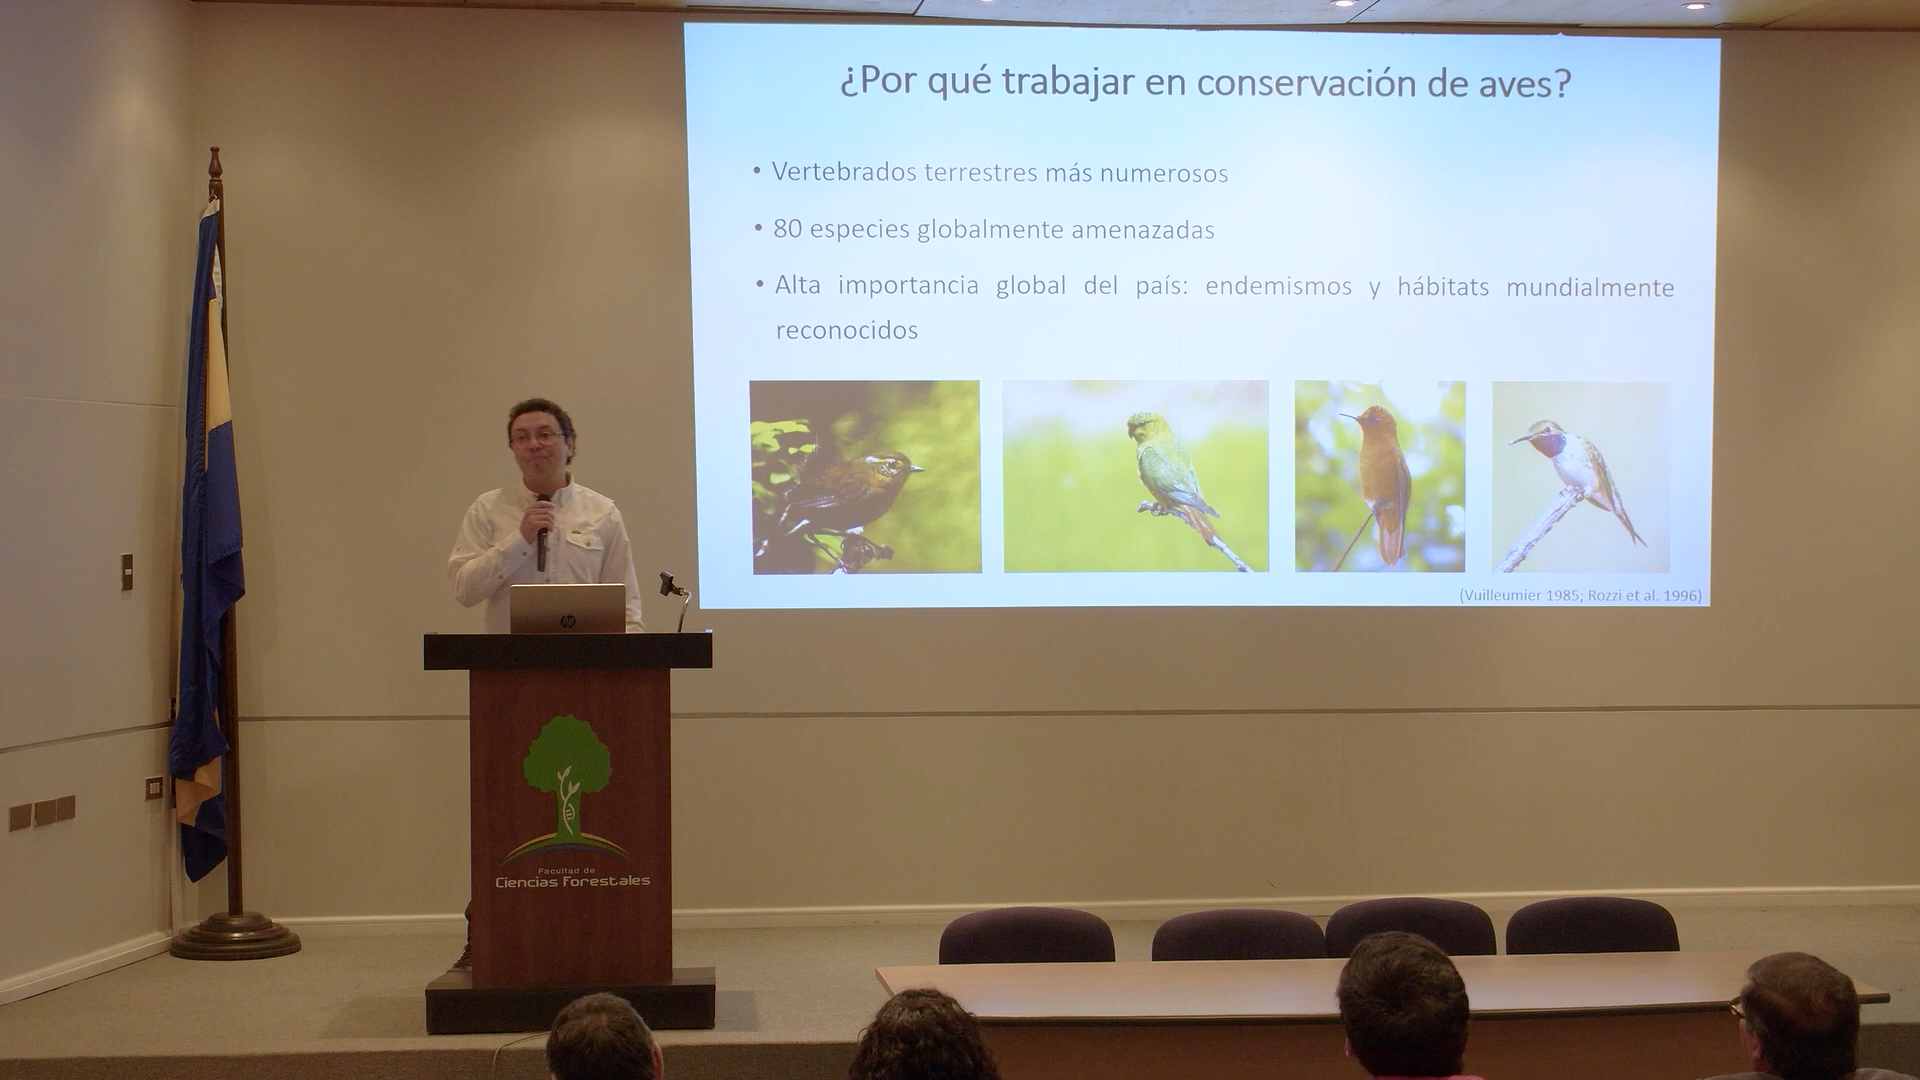 ¿Por qué trabajar en conservación de aves?
• Vertebrados terrestres más numerosos
• 80 especies globalmente amenazadas
• Alta importancia global del país: endemismos y hábitats mundialmente
reconocidos
(Vuilleumier 1985; Rozzi et al. 1996)
hp
Facultad de
Ciencias Forestales